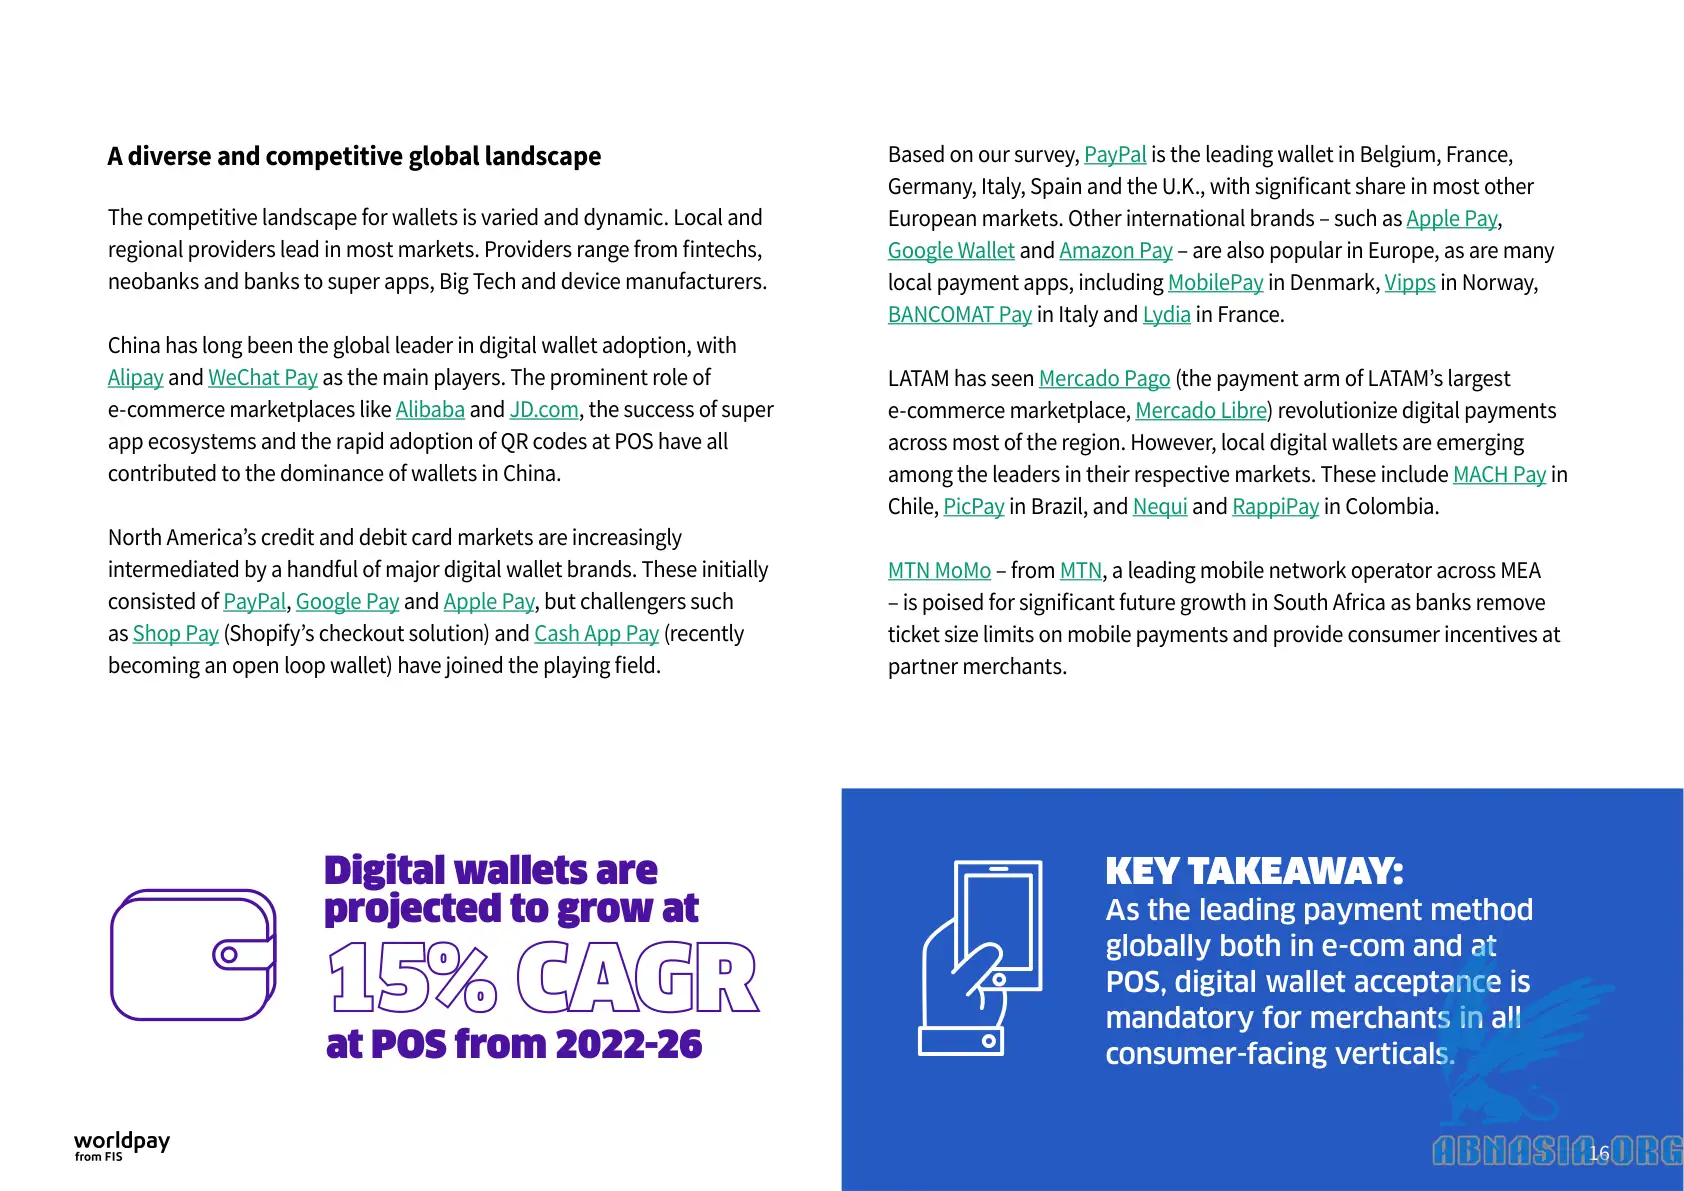 A diverse and competitive global landscape
The competitive landscape for wallets is varied and dynamic. Local and
regional providers lead in most markets. Providers range from fintechs,
neobanks and banks to super apps, Big Tech and device manufacturers.
China has long been the global leader in digital wallet adoption, with
Alipay and WeChat Pay as the main players. The prominent role of
e-commerce marketplaces like Alibaba and JD.com, the success of super
app ecosystems and the rapid adoption of QR codes at POS have all
contributed to the dominance of wallets in China.
North America’s credit and debit card markets are increasingly
intermediated by a handful of major digital wallet brands. These initially
consisted of PayPal, Google Pay and Apple Pay, but challengers such
as Shop Pay (Shopify’s checkout solution) and Cash App Pay (recently
becoming an open loop wallet) have joined the playing field.
Based on our survey, PayPal is the leading wallet in Belgium, France,
Germany, Italy, Spain and the U.K., with significant share in most other
European markets. Other international brands – such as Apple Pay,
Google Wallet and Amazon Pay – are also popular in Europe, as are many
local payment apps, including MobilePay in Denmark, Vipps in Norway,
BANCOMAT Pay in Italy and Lydia in France.
LATAM has seen Mercado Pago (the payment arm of LATAM’s largest
e-commerce marketplace, Mercado Libre) revolutionize digital payments
across most of the region. However, local digital wallets are emerging
among the leaders in their respective markets. These include MACH Pay in
Chile, PicPay in Brazil, and Nequi and RappiPay in Colombia.
MTN MoMo – from MTN, a leading mobile network operator across MEA
– is poised for significant future growth in South Africa as banks remove
ticket size limits on mobile payments and provide consumer incentives at
partner merchants.
Digital wallets are
projected to grow at
15% CAGR
at POS from 2022-26
KEY TAKEAWAY:
As the leading payment method
globally both in e-com and at
POS, digital wallet acceptance is
mandatory for merchants in all
consumer-facing verticals.
worldpay
from FIS
16
ABNASIA.ORG